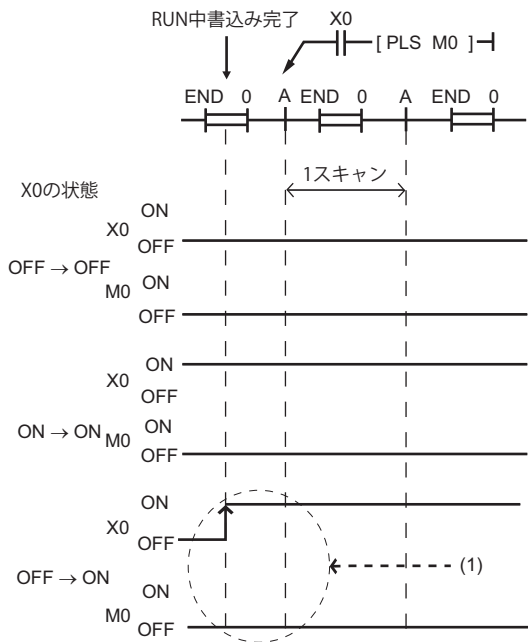 RUN中書込み完了
X0
[ PLS M0 ]
END 0 A END 0 A END 0
1スキャン
X0の状態
ON
X0
OFF
OFF → OFF
ON
M0
OFF
ON
X0
OFF
ON → ON
ON
M0
OFF
ON
X0
OFF
(1)
OFF → ON
ON
M0
OFF